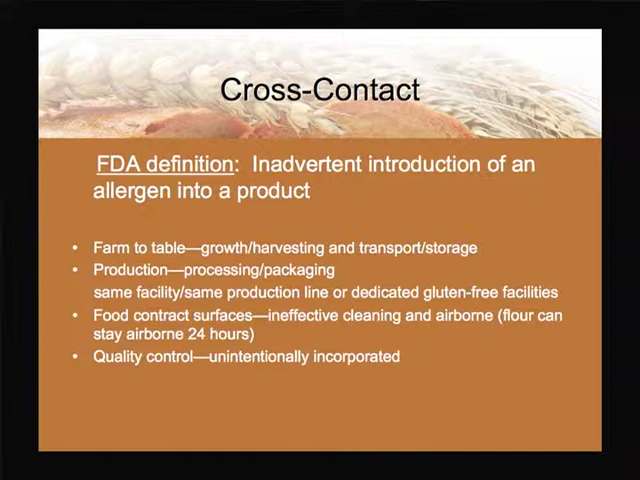 Cross-Contact
FDA definition: Inadvertent introduction of an
allergen into a product
• Farm to table—growth/harvesting and transport/storage
• Production—processing/packaging
same facility/same production line or dedicated gluten-free facilities
• Food contract surfaces—ineffective cleaning and airborne (flour can
stay airborne 24 hours)
• Quality control—unintentionally incorporated